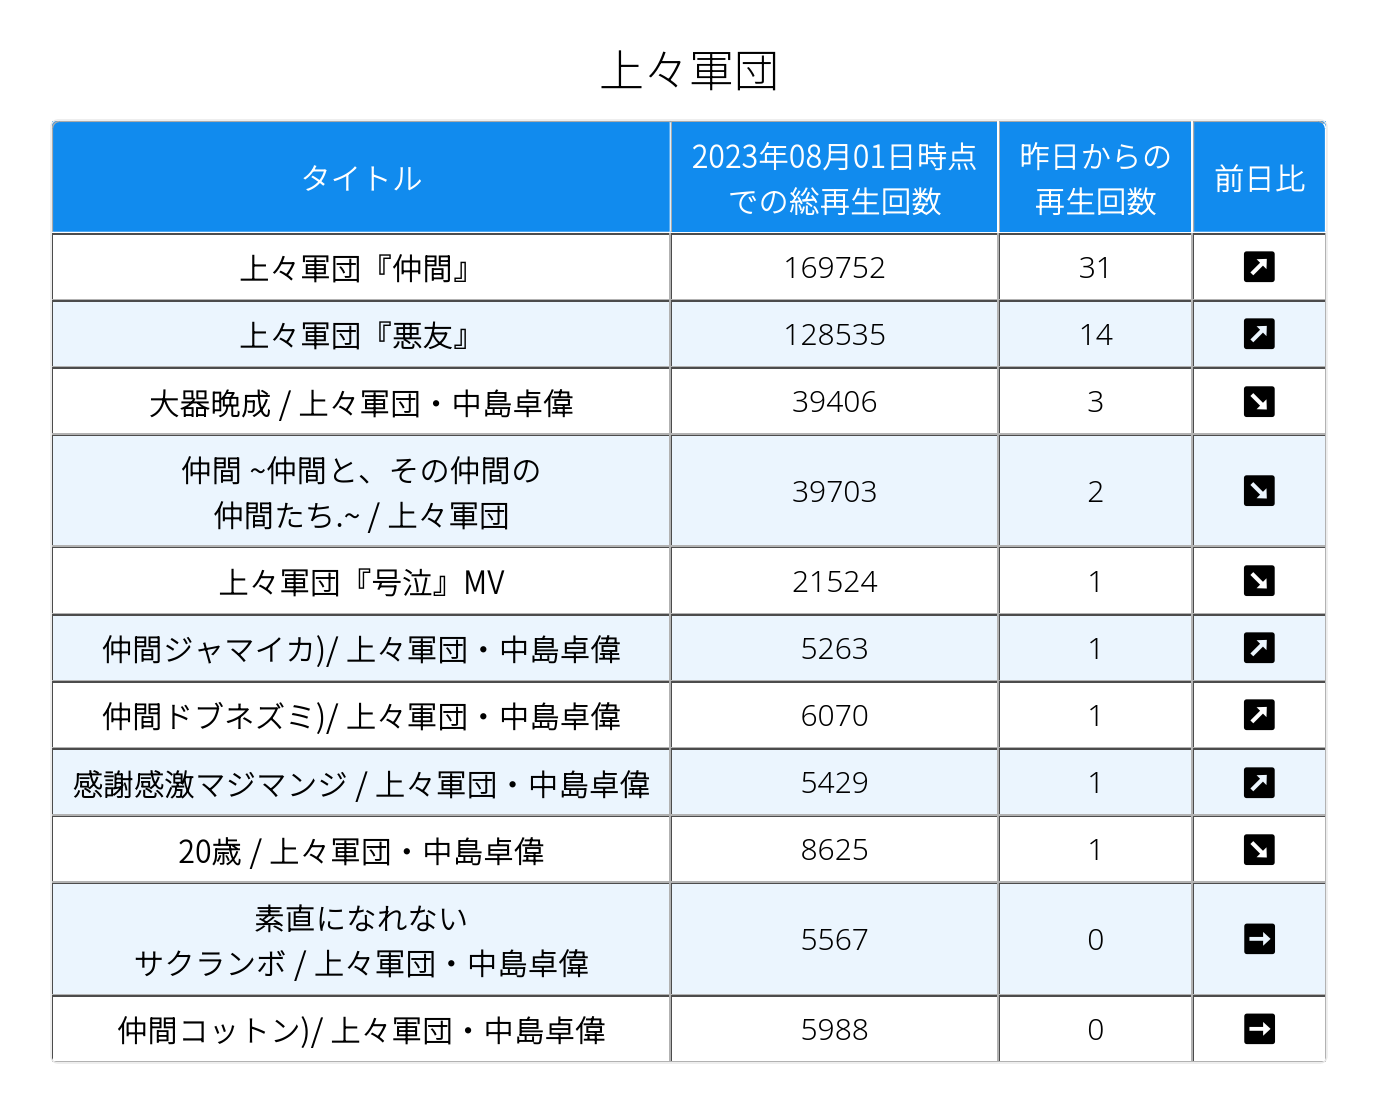 上々軍団
タイトル
2023年08月01日時点
での総再生回数
昨日からの
再生回数
前日比
上々軍団『仲間』 169752 31 ↗
上々軍団『悪友』 128535 14 ↗
大器晩成 / 上々軍団・中島卓偉 39406 3 ↘
仲間 ~仲間と、その仲間の
仲間たち.~ / 上々軍団 39703 2 ↘
上々軍団『号泣』MV 21524 1 ↘
仲間ジャマイカ)/ 上々軍団・中島卓偉 5263 1 ↗
仲間ドブネズミ)/ 上々軍団・中島卓偉 6070 1 ↗
感謝感激マジマンジ / 上々軍団・中島卓偉 5429 1 ↗
20歳 / 上々軍団・中島卓偉 8625 1 ↘
素直になれない
サクランボ / 上々軍団・中島卓偉 5567 0 →
仲間コットン)/ 上々軍団・中島卓偉 5988 0 →